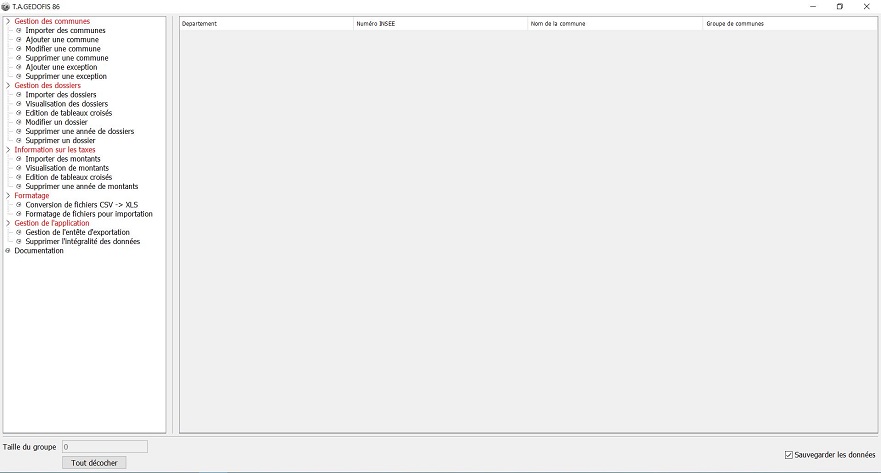 T.A.GEDOFIS 86
Gestion des communes
Importer des communes
Ajouter une commune
Modifier une commune
Supprimer une commune
Ajouter une exception
Supprimer une exception
Gestion des dossiers
Importer des dossiers
Visualisation des dossiers
Edition de tableaux croisés
Modifier un dossier
Supprimer une année de dossiers
Supprimer un dossier
Information sur les taxes
Importer des montants
Visualisation de montants
Edition de tableaux croisés
Supprimer une année de montants
Formatage
Conversion de fichiers CSV -> XLS
Formatage de fichiers pour importation
Gestion de l'application
Gestion de l'entête d'exportation
Supprimer l'intégralité des données
Documentation
Departement Numéro INSEE Nom de la commune Groupe de communes
Taille du groupe 0
Tout décocher
Sauvegarder les données